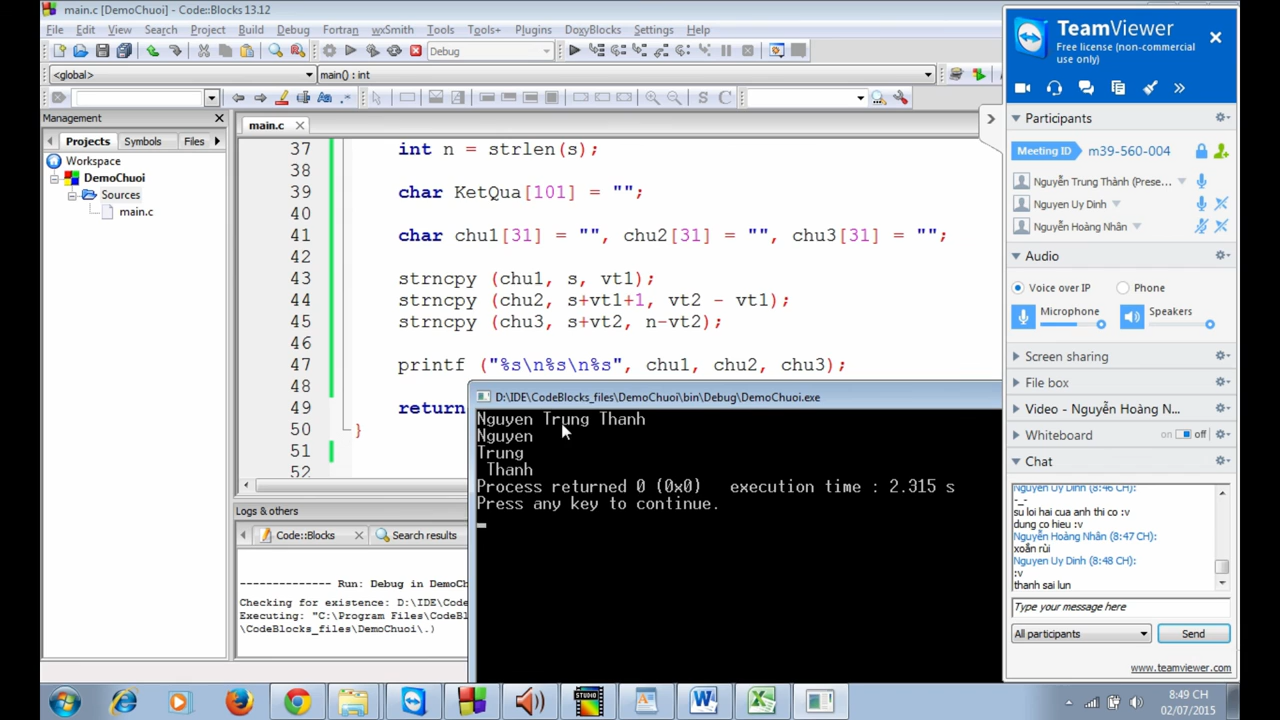 main.c [DemoChuoi] - Code::Blocks 13.12
File Edit View Search Project Build Debug Fortran wxSmith Tools Tools+ Plugins DoxyBlocks Settings Help
Debug
<global> main() : int
Management
Projects Symbols Files
Workspace
DemoChuoi
Sources
main.c
main.c
37 int n = strlen(s);
38
39 char KetQua[101] = "";
40
41 char chu1[31] = "", chu2[31] = "", chu3[31] = "";
42
43 strncpy (chu1, s, vt1);
44 strncpy (chu2, s+vt1+1, vt2 - vt1);
45 strncpy (chu3, s+vt2, n-vt2);
46
47 printf ("%s\n%s\n%s", chu1, chu2, chu3);
48
49 return
50 }
51
52
Logs & others
Code::Blocks Search results
-------------- Run: Debug in DemoCh
Checking for existence: D:\IDE\Code
Executing: "C:\Program Files\CodeBl
\CodeBlocks_files\DemoChuoi\.)
D:\IDE\CodeBlocks_files\DemoChuoi\bin\Debug\DemoChuoi.exe
Nguyen Trung Thanh
Nguyen
Trung
Thanh
Process returned 0 (0x0) execution time : 2.315 s
Press any key to continue.
TeamViewer
Free license (non-commercial
use only)
Participants
Meeting ID m39-560-004
Nguyễn Trung Thành (Prese...
Nguyen Uy Dinh
Nguyễn Hoàng Nhân
Audio
Voice over IP Phone
Microphone Speakers
Screen sharing
File box
Video - Nguyễn Hoàng N...
Whiteboard on off
Chat
Nguyen Uy Dinh (8:46 CH):
-_-
su loi hai cua anh thi co :v
dung co hieu :v
Nguyễn Hoàng Nhân (8:47 CH):
xoắn rùi
Nguyen Uy Dinh (8:48 CH):
:v
thanh sai lun
Type your message here
All participants Send
www.teamviewer.com
STUDIO
8:49 CH
02/07/2015